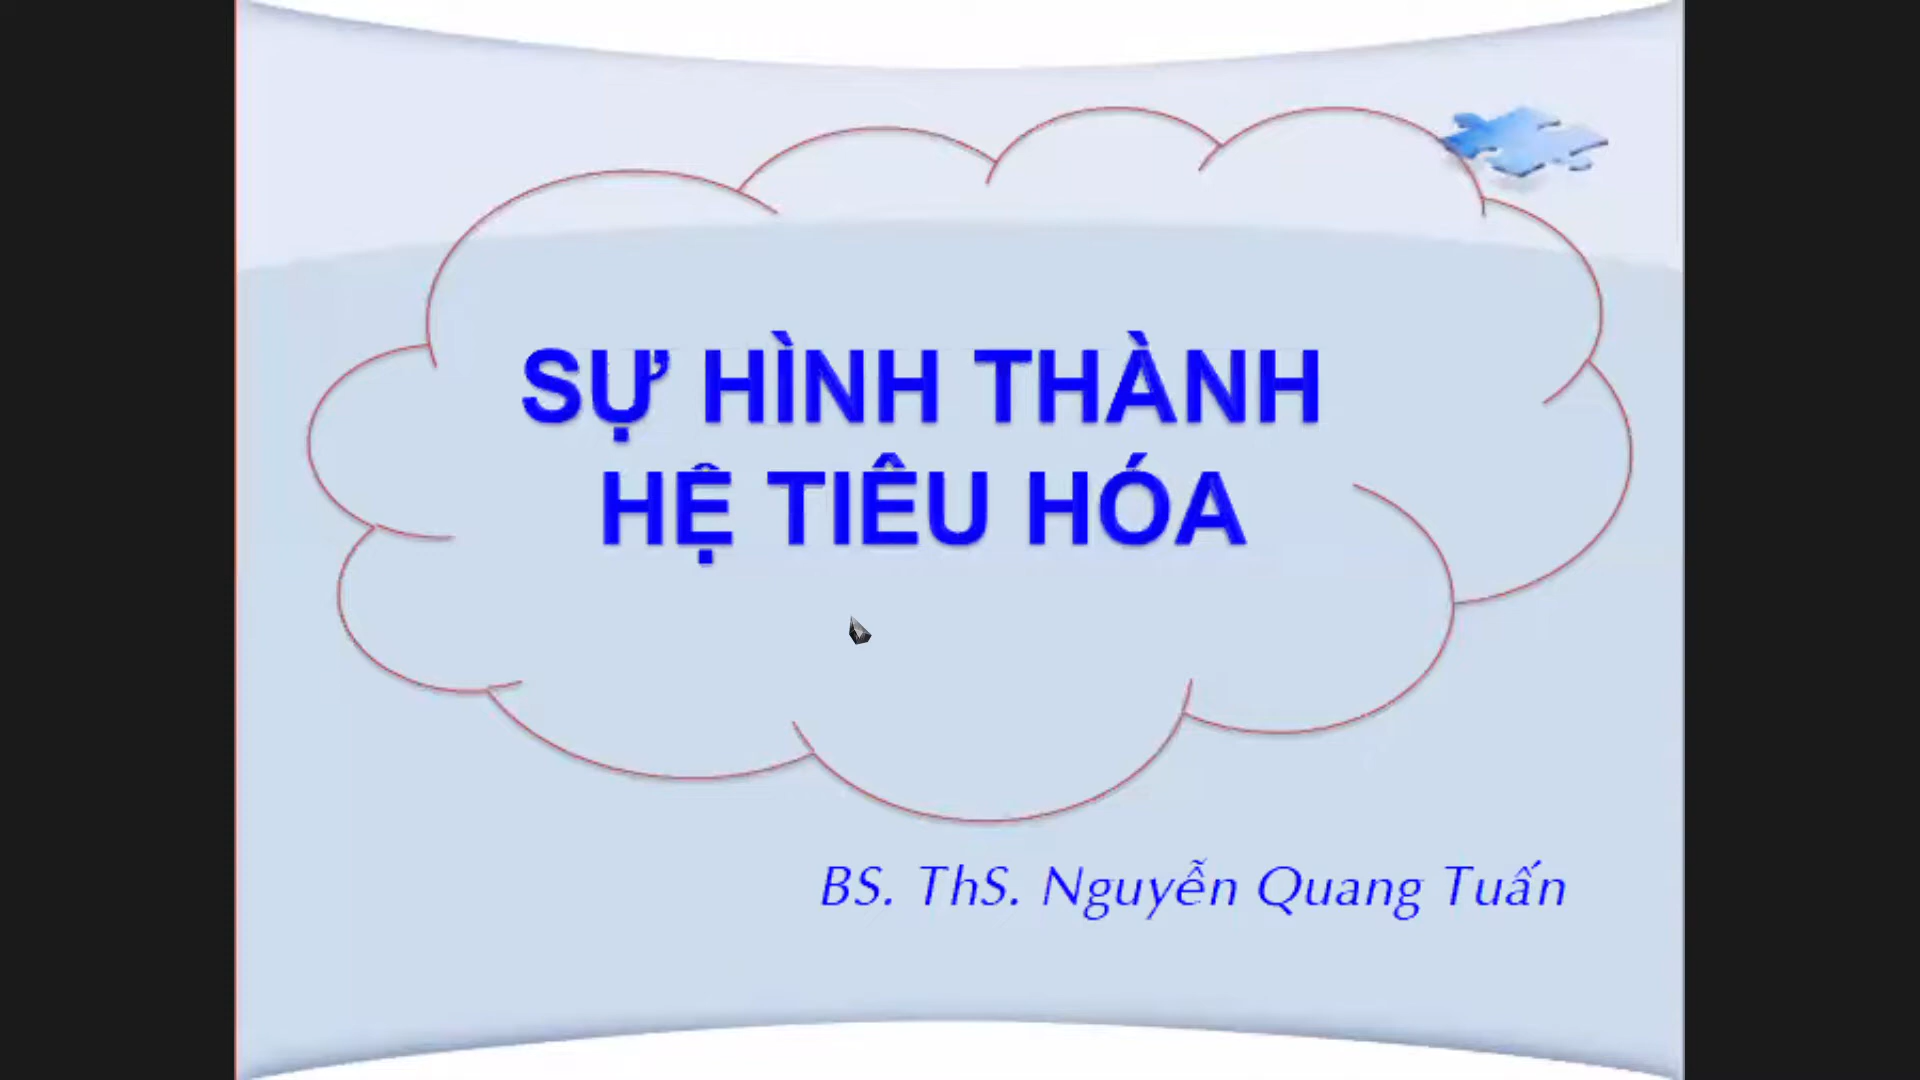 SỰ HÌNH THÀNH
HỆ TIÊU HÓA
BS. ThS. Nguyễn Quang Tuấn